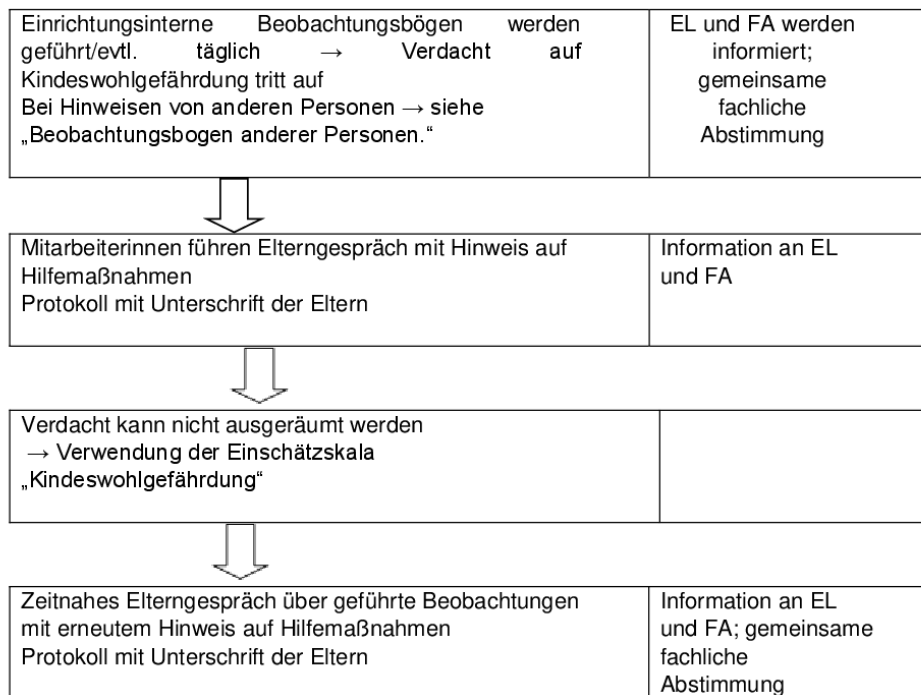 Einrichtungsinterne Beobachtungsbögen werden
geführt/evtl. täglich → Verdacht auf
Kindeswohlgefährdung tritt auf
Bei Hinweisen von anderen Personen → siehe
„Beobachtungsbogen anderer Personen.“
EL und FA werden
informiert;
gemeinsame
fachliche
Abstimmung
Mitarbeiterinnen führen Elterngespräch mit Hinweis auf
Hilfemaßnahmen
Protokoll mit Unterschrift der Eltern
Information an EL
und FA
Verdacht kann nicht ausgeräumt werden
→ Verwendung der Einschätzskala
„Kindeswohlgefährdung“
Zeitnahes Elterngespräch über geführte Beobachtungen
mit erneutem Hinweis auf Hilfemaßnahmen
Protokoll mit Unterschrift der Eltern
Information an EL
und FA; gemeinsame
fachliche
Abstimmung